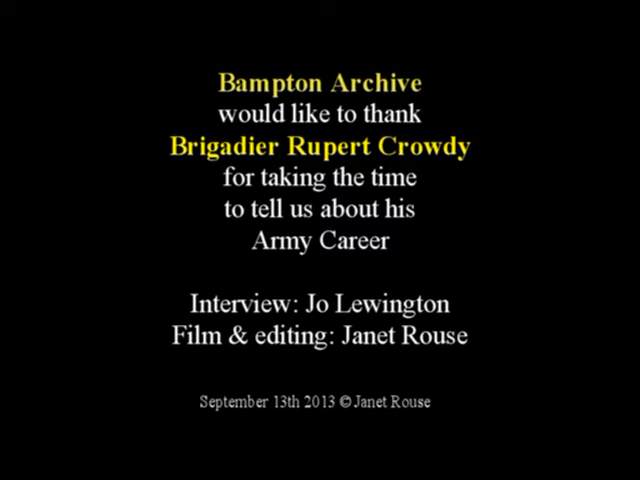 Bampton Archive
would like to thank
Brigadier Rupert Crowdy
for taking the time
to tell us about his
Army Career
Interview: Jo Lewington
Film & editing: Janet Rouse
September 13th 2013 © Janet Rouse